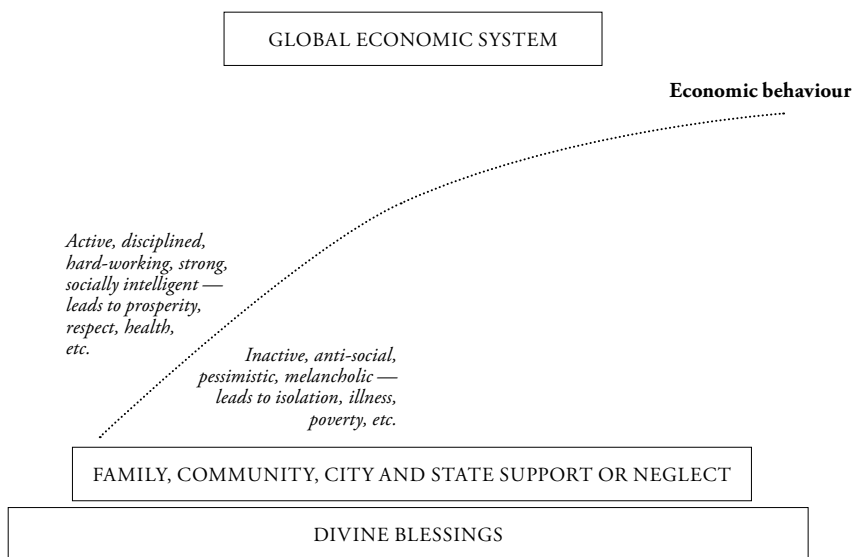 GLOBAL ECONOMIC SYSTEM
Economic behaviour
Active, disciplined,
hard-working, strong,
socially intelligent —
leads to prosperity,
respect, health,
etc.
Inactive, anti-social,
pessimistic, melancholic —
leads to isolation, illness,
poverty, etc.
FAMILY, COMMUNITY, CITY AND STATE SUPPORT OR NEGLECT
DIVINE BLESSINGS